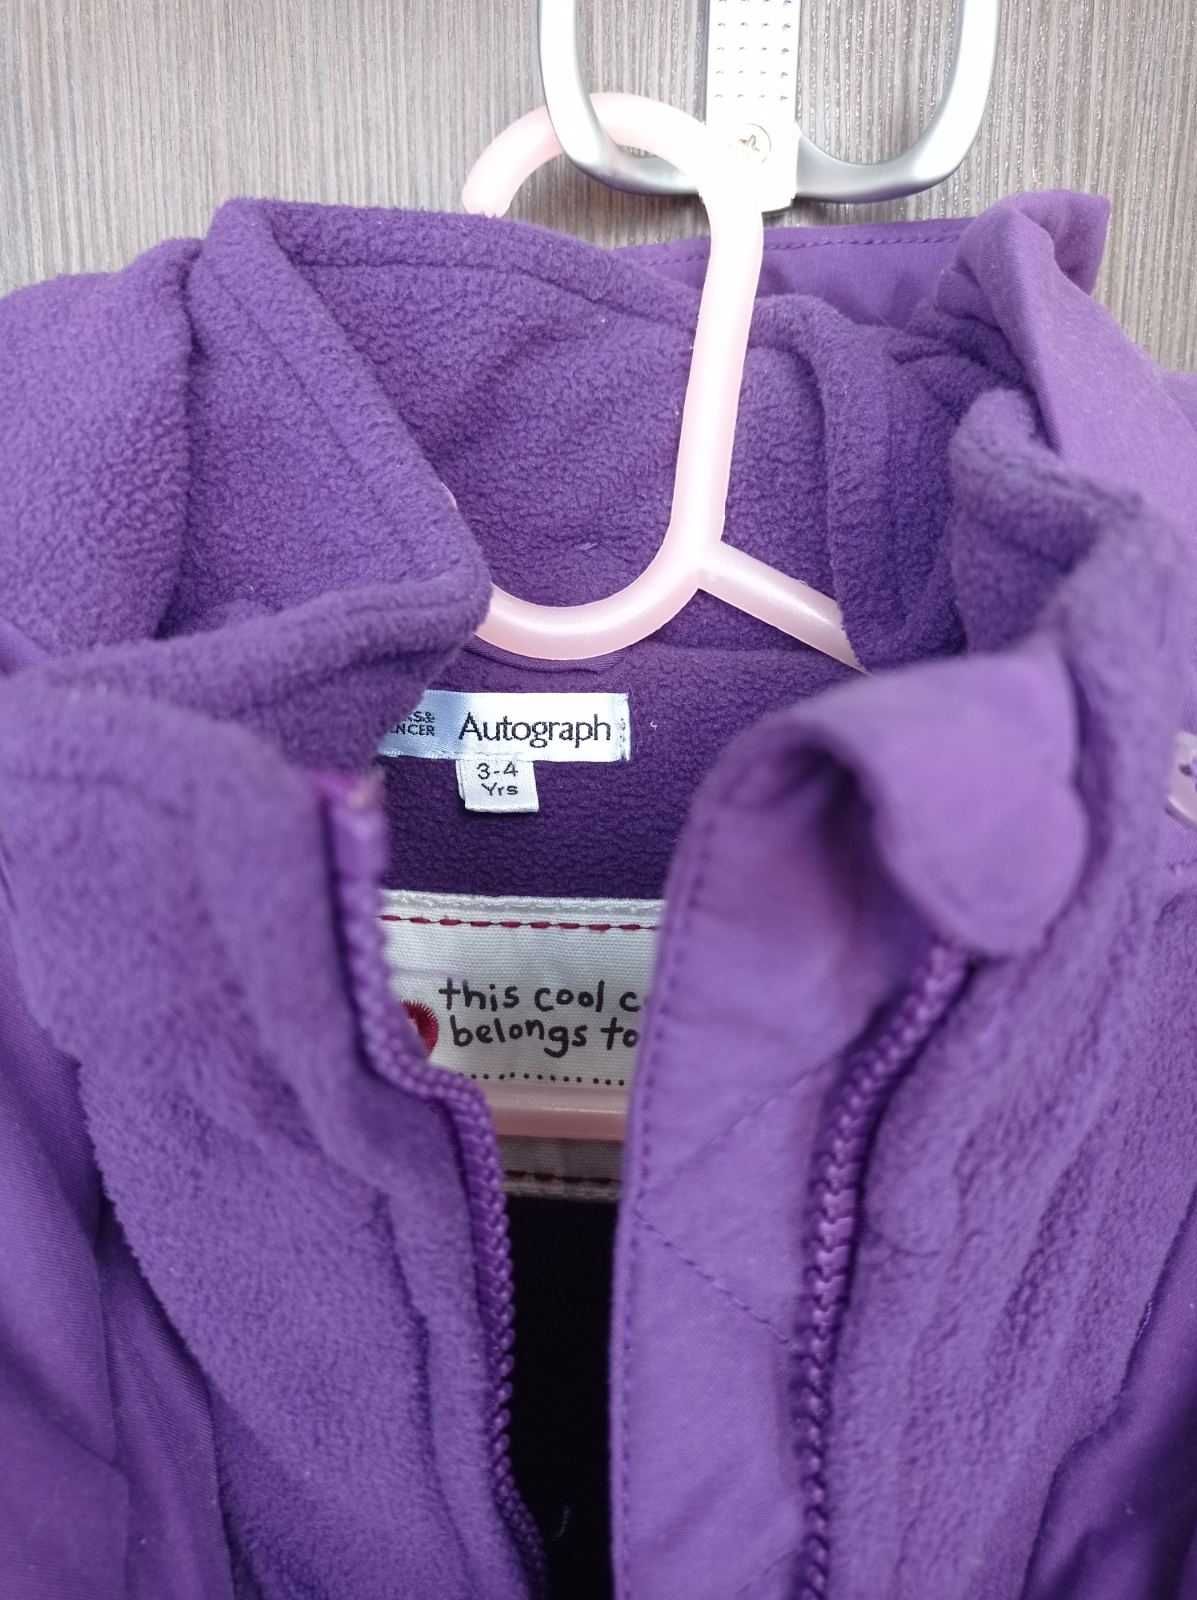 Autograph
3-4
Yrs
this cool
belongs to